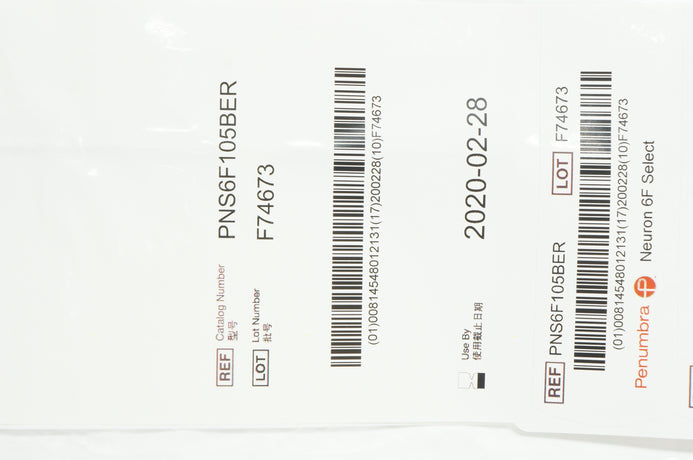 REF Catalog Number PNS6F105BER
型号
LOT Lot Number F74673
批号
(01)00814548012131(17)200228(10)F74673
Use By 2020-02-28
使用截止日期
REF PNS6F105BER LOT F74673
(01)00814548012131(17)200228(10)F74673
Penumbra Neuron 6F Select